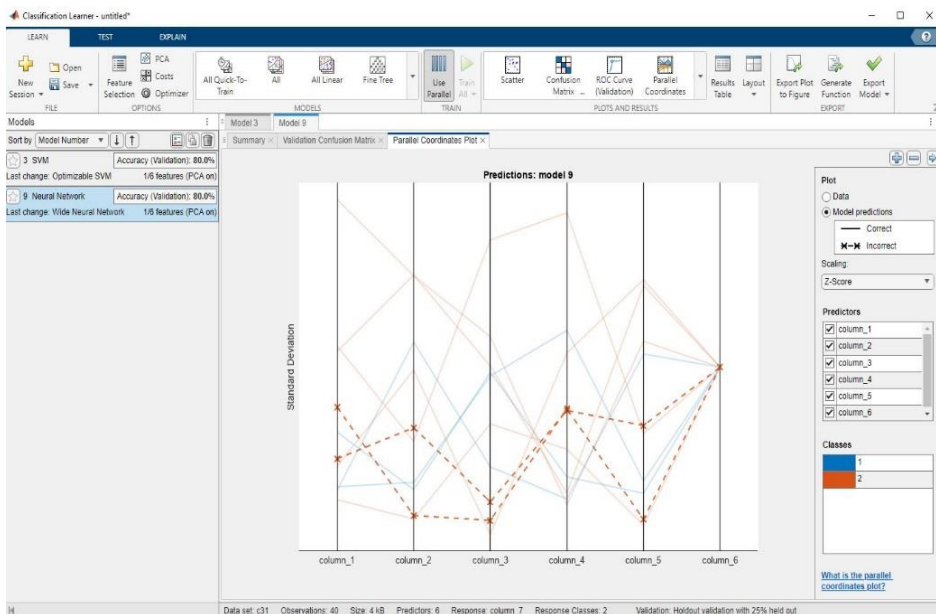 Classification Learner - untitled*
LEARN TEST EXPLAIN
New Session
Open
Save
FILE
Feature Selection
PCA
Costs
Optimizer
OPTIONS
All Quick-To-Train
All
All Linear
Fine Tree
MODELS
Use Parallel
Train All
TRAIN
Scatter
Confusion Matrix ...
ROC Curve (Validation)
Parallel Coordinates
PLOTS AND RESULTS
Results Table
Layout
Export Plot to Figure
Generate Function
Export Model
EXPORT
Models
Sort by Model Number
3 SVM Accuracy (Validation): 80.0%
Last change: Optimizable SVM 1/6 features (PCA on)
9 Neural Network Accuracy (Validation): 80.0%
Last change: Wide Neural Network 1/6 features (PCA on)
Model 3 Model 9
Summary Validation Confusion Matrix Parallel Coordinates Plot
Predictions: model 9
Standard Deviation
column_1 column_2 column_3 column_4 column_5 column_6
Plot
Data
Model predictions
Correct
Incorrect
Scaling:
Z-Score
Predictors
column_1
column_2
column_3
column_4
column_5
column_6
Classes
1
2
What is the parallel
coordinates plot?
Data set: c31 Observations: 40 Size: 4 kB Predictors: 6 Response: column_7 Response Classes: 2 Validation: Holdout validation with 25% held out